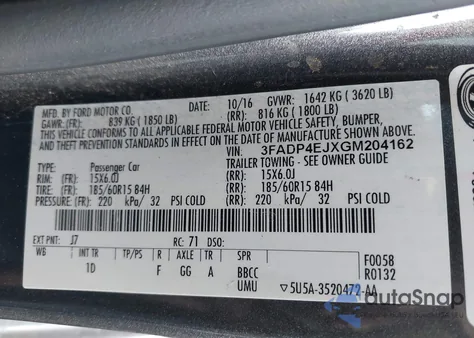 MFD. BY FORD MOTOR CO.
10/16 GVWR: 1642 KG ( 3620 LB)
GAWR: (FR): 839 KG ( 1850 LB) (RR): 816 KG ( 1800 LB)
THIS VEHICLE CONFORMS TO ALL APPLICABLE FEDERAL MOTOR VEHICLE SAFETY, BUMPER,
AND THEFT PREVENTION STANDARDS IN EFFECT ON THE DATE OF MANUFACTURE SHOWN ABOVE.
VIN: 3FADP4EJXGM204162
TYPE: Passenger Car TRAILER TOWING - SEE OWNER GUIDE
RIM: (FR): 15X6.0J (RR): 15X6.0J
TIRE: (FR): 185/60R15 84H (RR): 185/60R15 84H
PRESSURE: (FR): 220 kPa/ 32 PSI COLD (RR): 220 kPa/ 32 PSI COLD
EXT PNT: J7 RC: 71 DSO:
WB INT TR TP/PS R AXLE TR SPR F0058
1D F GG A BBCC R0132
UMU ▽5U5A-3520472-AA
AutoSnap